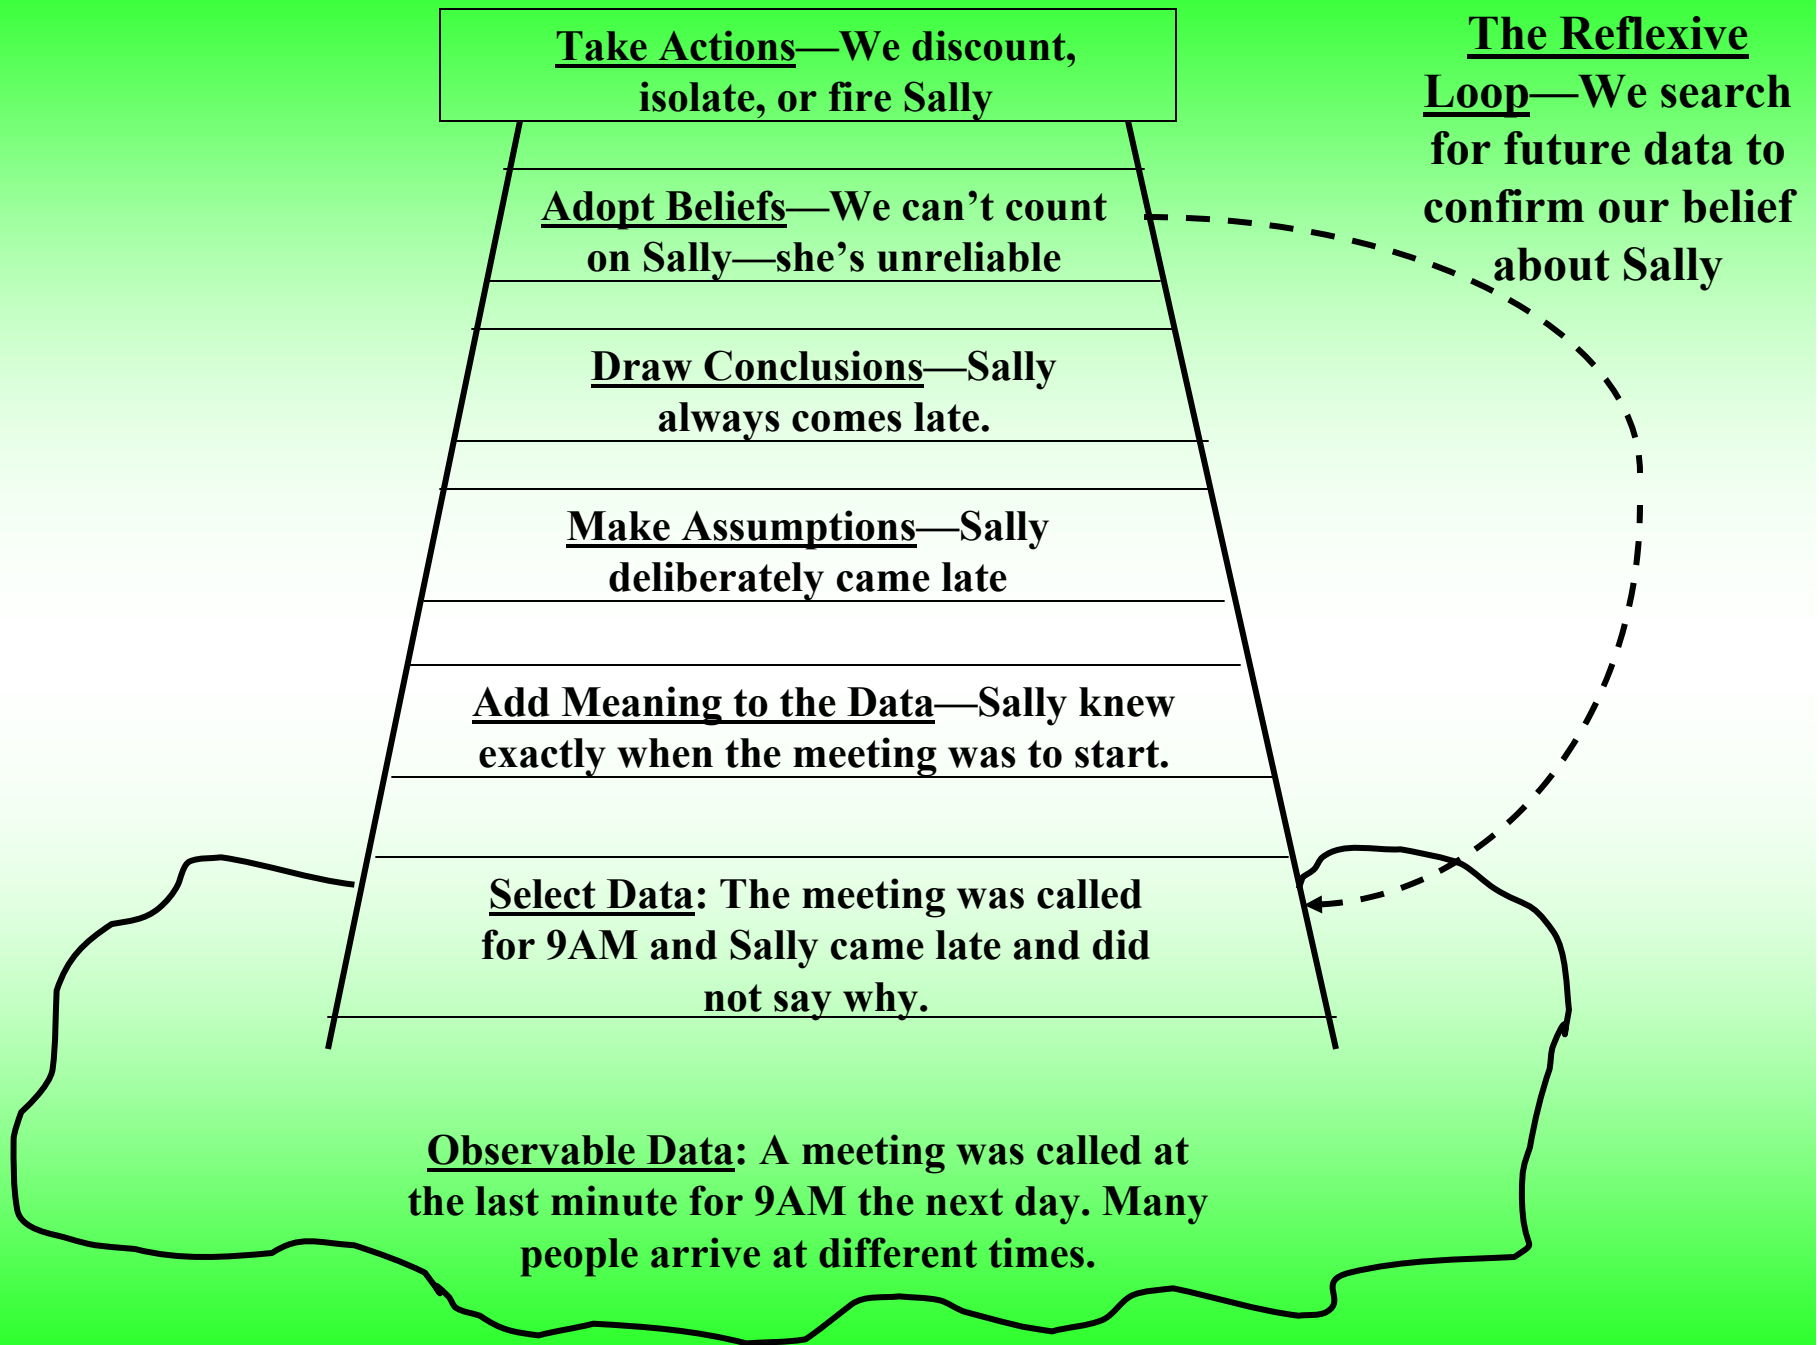 Take Actions—We discount,
isolate, or fire Sally
The Reflexive
Loop—We search
for future data to
confirm our belief
about Sally
Adopt Beliefs—We can’t count
on Sally—she’s unreliable
Draw Conclusions—Sally
always comes late.
Make Assumptions—Sally
deliberately came late
Add Meaning to the Data—Sally knew
exactly when the meeting was to start.
Select Data: The meeting was called
for 9AM and Sally came late and did
not say why.
Observable Data: A meeting was called at
the last minute for 9AM the next day. Many
people arrive at different times.